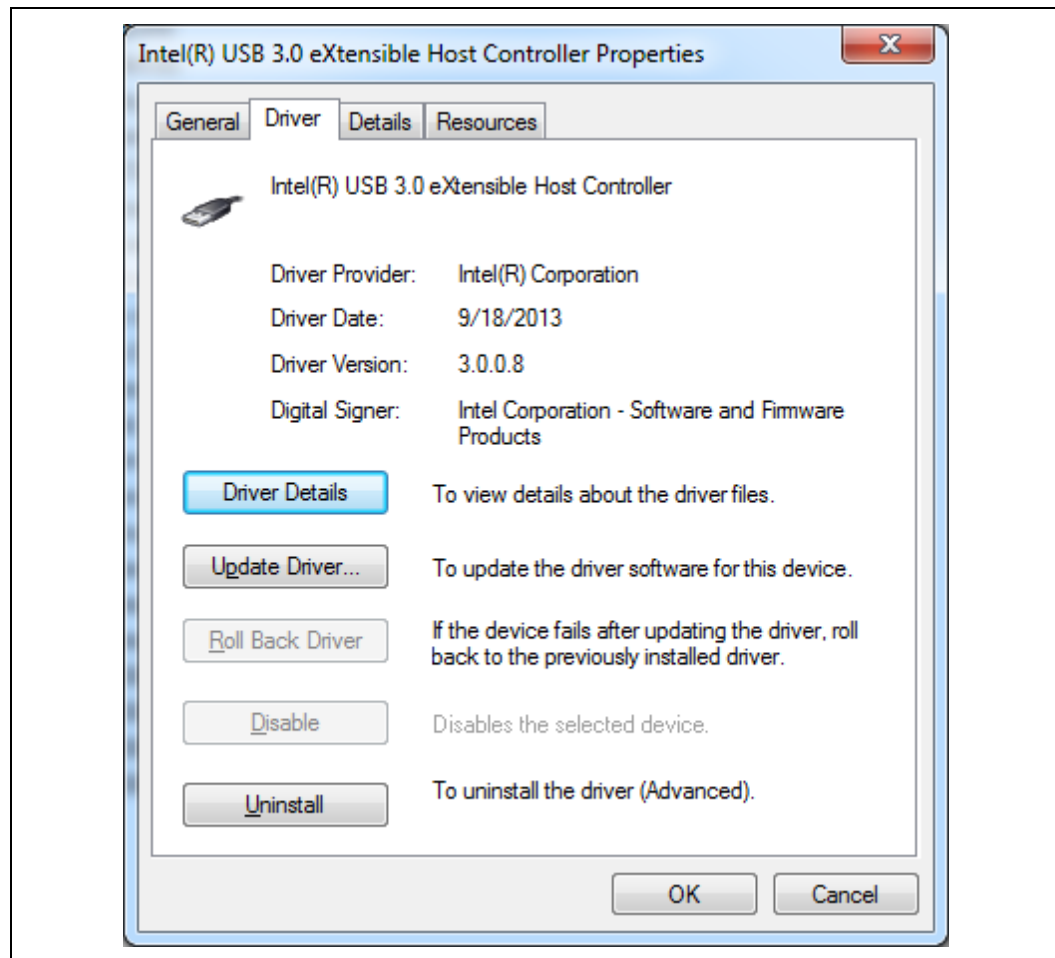 Intel(R) USB 3.0 eXtensible Host Controller Properties
General Driver Details Resources
Intel(R) USB 3.0 eXtensible Host Controller
Driver Provider: Intel(R) Corporation
Driver Date: 9/18/2013
Driver Version: 3.0.0.8
Digital Signer: Intel Corporation - Software and Firmware
Products
Driver Details To view details about the driver files.
Update Driver... To update the driver software for this device.
Roll Back Driver If the device fails after updating the driver, roll
back to the previously installed driver.
Disable Disables the selected device.
Uninstall To uninstall the driver (Advanced).
OK Cancel